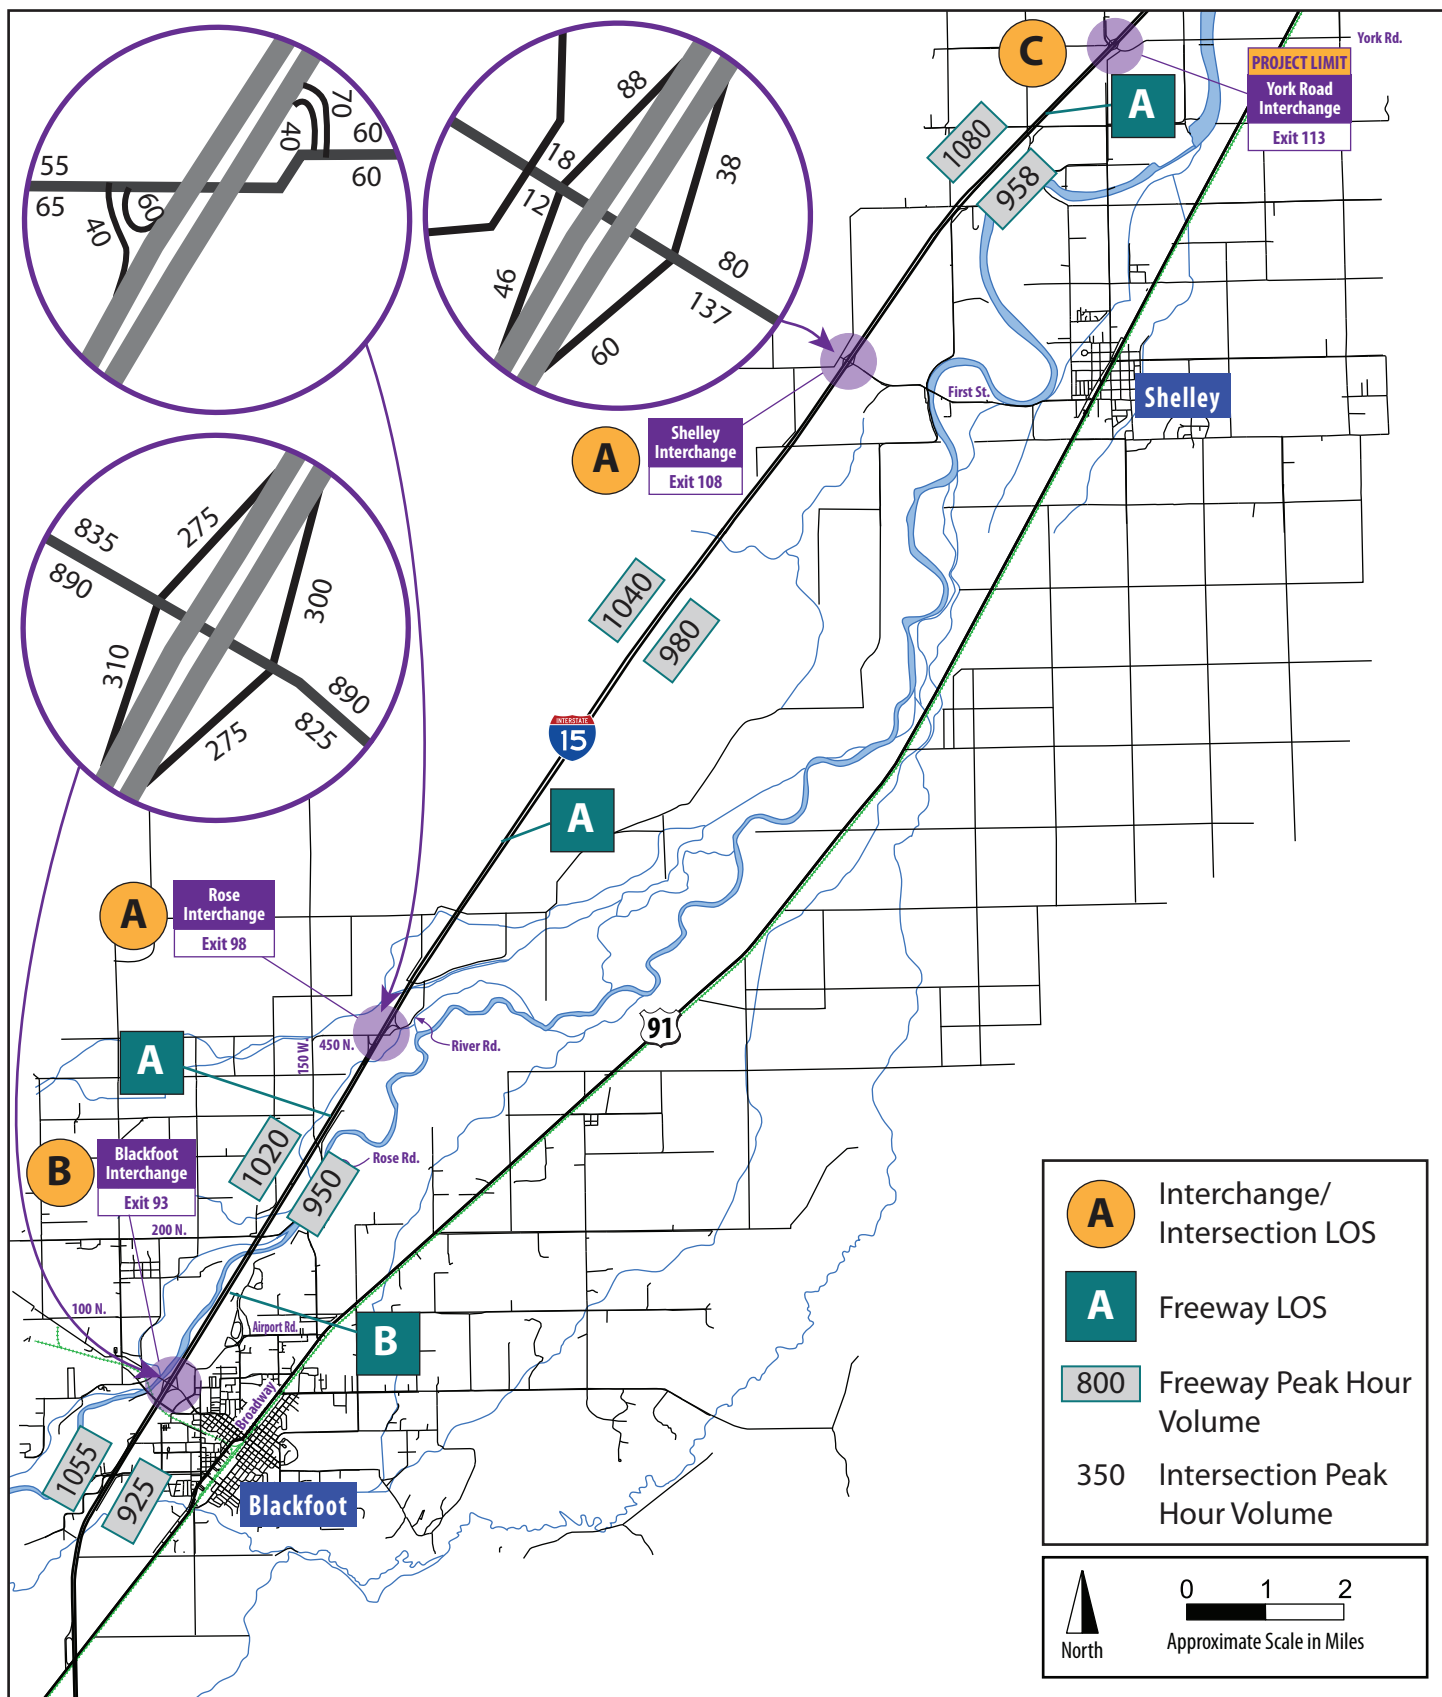 70
40
60
60
55
65
60
40
88
18
12
38
46
80
137
60
C
York Rd.
PROJECT LIMIT
York Road
Interchange
Exit 113
A
1080
958
First St.
Shelley
A
Shelley
Interchange
Exit 108
835
890
275
300
310
275
890
825
1040
980
INTERSTATE
15
A
A
Rose
Interchange
Exit 98
91
150 W.
450 N.
River Rd.
A
1020
950
Rose Rd.
B
Blackfoot
Interchange
Exit 93
200 N.
100 N.
Airport Rd.
B
Broadway
1055
925
Blackfoot
A
Interchange/
Intersection LOS
A
Freeway LOS
800
Freeway Peak Hour
Volume
350
Intersection Peak
Hour Volume
North
0 1 2
Approximate Scale in Miles